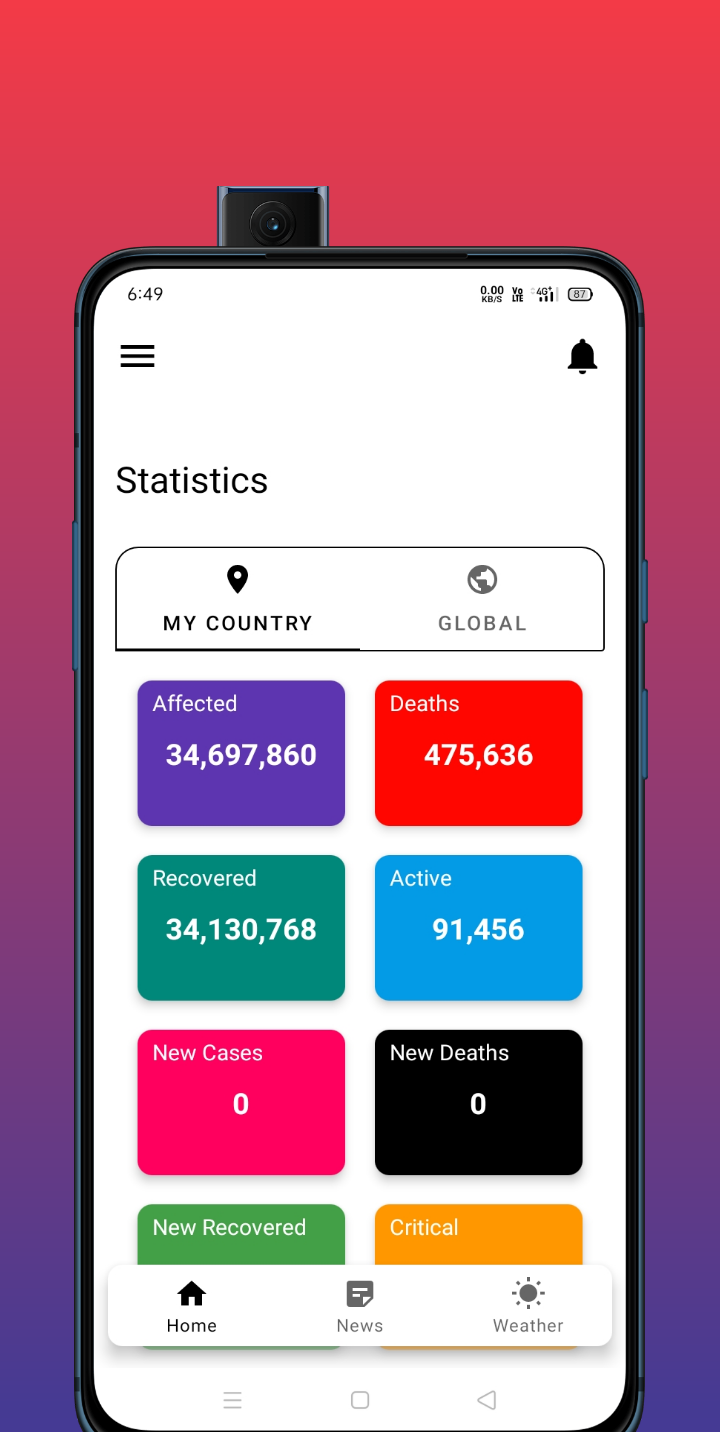 6:49
0.00 KB/S Vo LTE 4G+ 87
Statistics
MY COUNTRY GLOBAL
Affected Deaths
34,697,860 475,636
Recovered Active
34,130,768 91,456
New Cases New Deaths
0 0
New Recovered Critical
Home News Weather